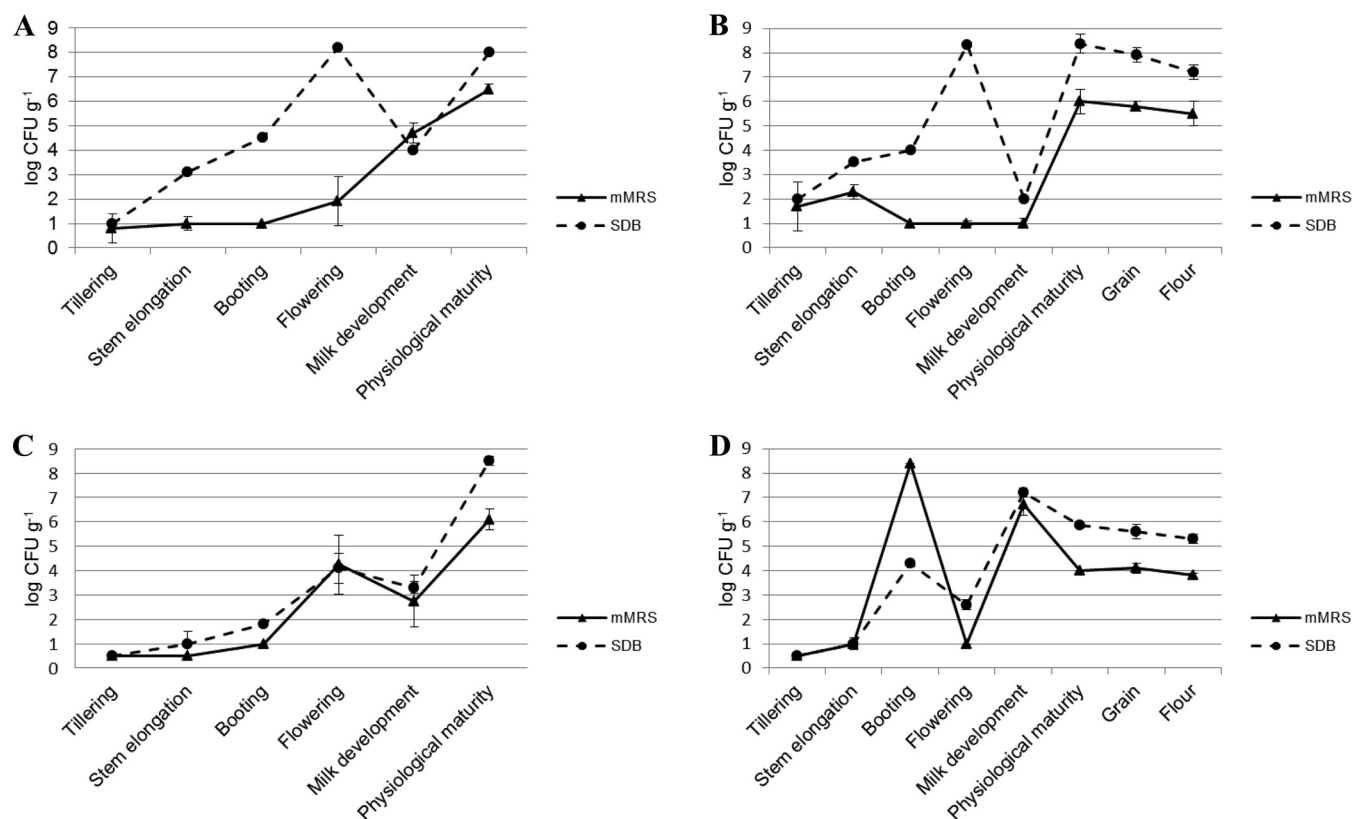 A
9
8
7
6
5
4
3
2
1
0
log CFU g⁻¹
Tillering
Stem elongation
Booting
Flowering
Milk development
Physiological maturity
mMRS
SDB
B
9
8
7
6
5
4
3
2
1
0
log CFU g⁻¹
Tillering
Stem elongation
Booting
Flowering
Milk development
Physiological maturity
Grain
Flour
mMRS
SDB
C
9
8
7
6
5
4
3
2
1
0
log CFU g⁻¹
Tillering
Stem elongation
Booting
Flowering
Milk development
Physiological maturity
mMRS
SDB
D
9
8
7
6
5
4
3
2
1
0
log CFU g⁻¹
Tillering
Stem elongation
Booting
Flowering
Milk development
Physiological maturity
Grain
Flour
mMRS
SDB